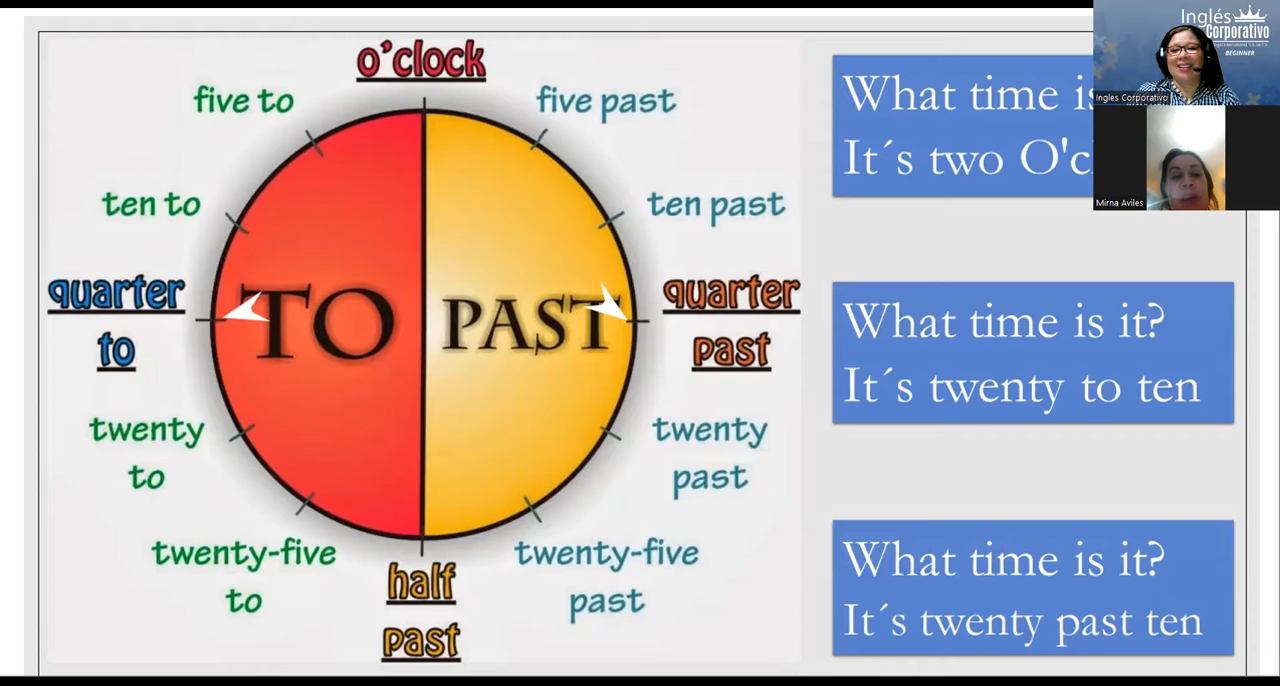 o'clock
five to
five past
ten to
ten past
quarter
to
quarter
past
TO
PAST
twenty
to
twenty
past
twenty-five
to
twenty-five
past
half
past
What time is
It´s two O'c
What time is it?
It´s twenty to ten
What time is it?
It´s twenty past ten
Inglés
Corporativo
BEGINNER
Ingles Corporativo
Mirna Aviles